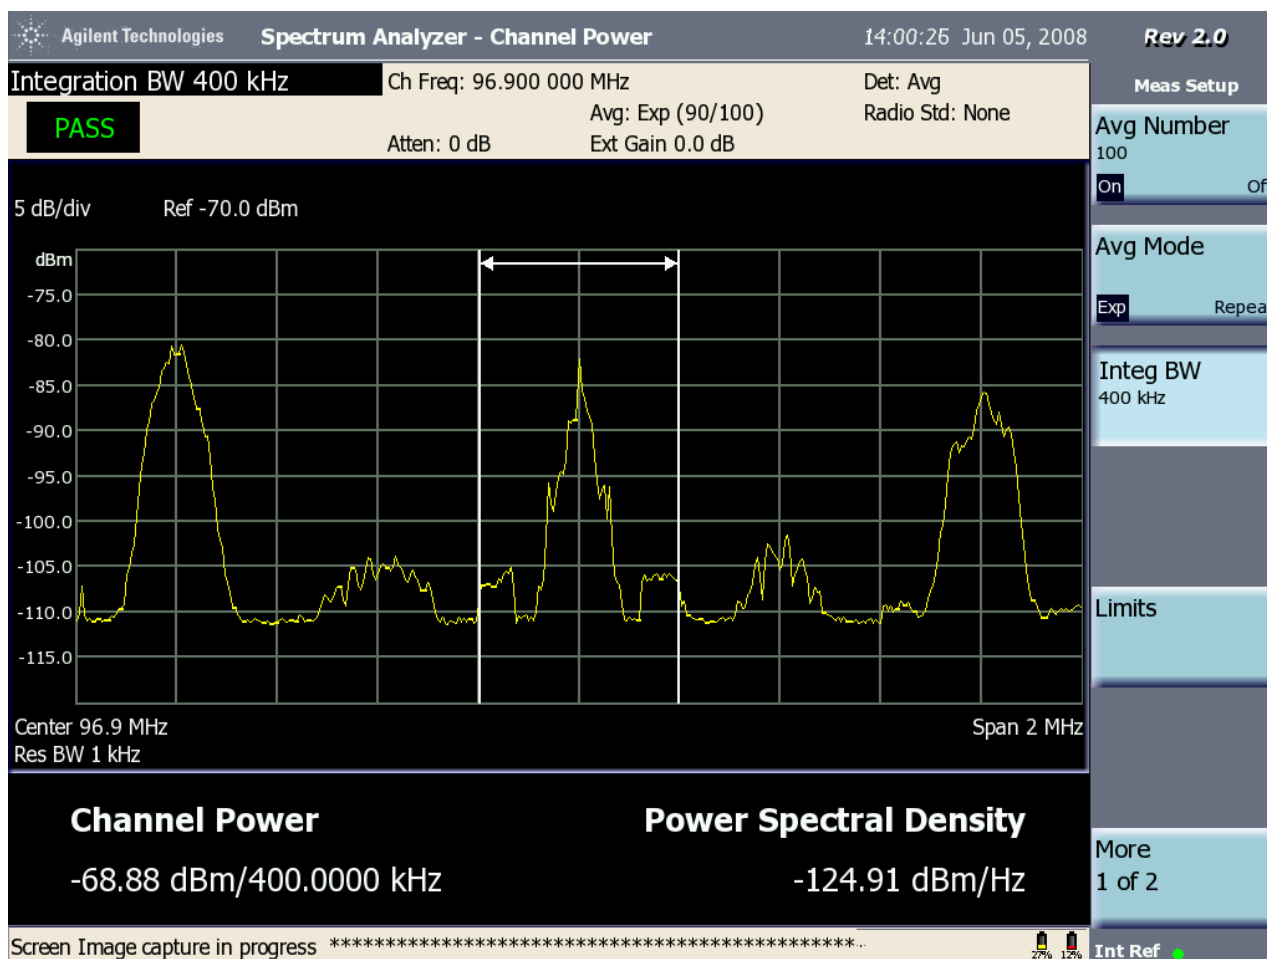 Agilent Technologies Spectrum Analyzer - Channel Power 14:00:26 Jun 05, 2008 Rev 2.0
Integration BW 400 kHz Ch Freq: 96.900 000 MHz Det: Avg
PASS Avg: Exp (90/100) Radio Std: None
Atten: 0 dB Ext Gain 0.0 dB
5 dB/div Ref -70.0 dBm
dBm
-75.0
-80.0
-85.0
-90.0
-95.0
-100.0
-105.0
-110.0
-115.0
Center 96.9 MHz Span 2 MHz
Res BW 1 kHz
Channel Power Power Spectral Density
-68.88 dBm/400.0000 kHz -124.91 dBm/Hz
Screen Image capture in progress ***********************************************...
27% 12%
Meas Setup
Avg Number
100
On Of
Avg Mode
Exp Repea
Integ BW
400 kHz
Limits
More
1 of 2
Int Ref